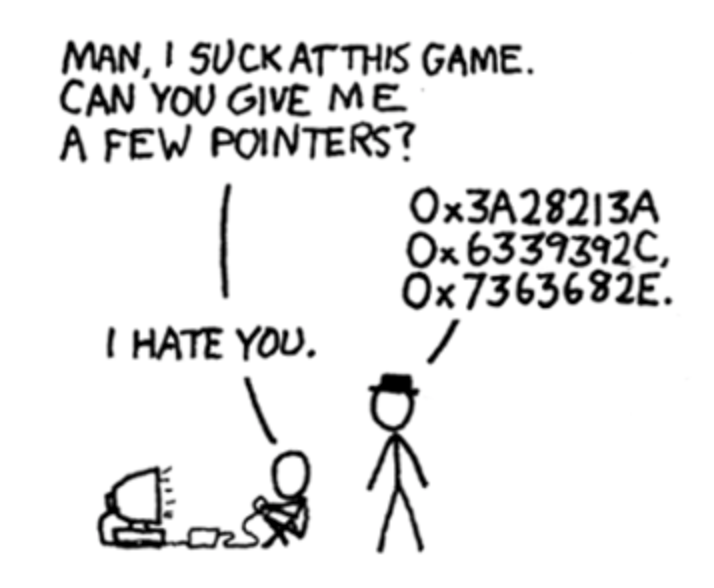 MAN, I SUCK AT THIS GAME.
CAN YOU GIVE ME
A FEW POINTERS?
0x3A28213A
0x6339392C,
0x7363682E.
I HATE YOU.